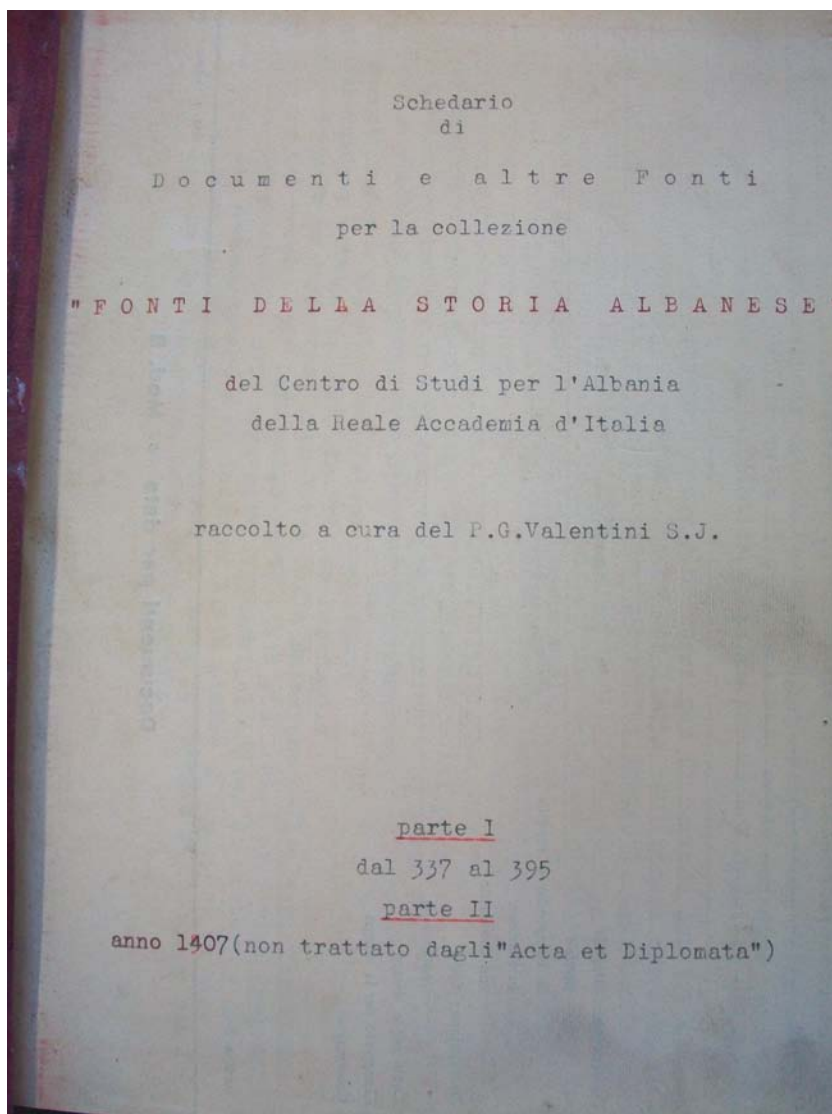 Schedario
di
Documenti e altre Fonti
per la collezione
"FONTI DELLA STORIA ALBANESE
del Centro di Studi per l'Albania
della Reale Accademia d'Italia
raccolto a cura del P.G.Valentini S.J.
parte I
dal 337 al 395
parte II
anno 1407(non trattato dagli"Acta et Diplomata")